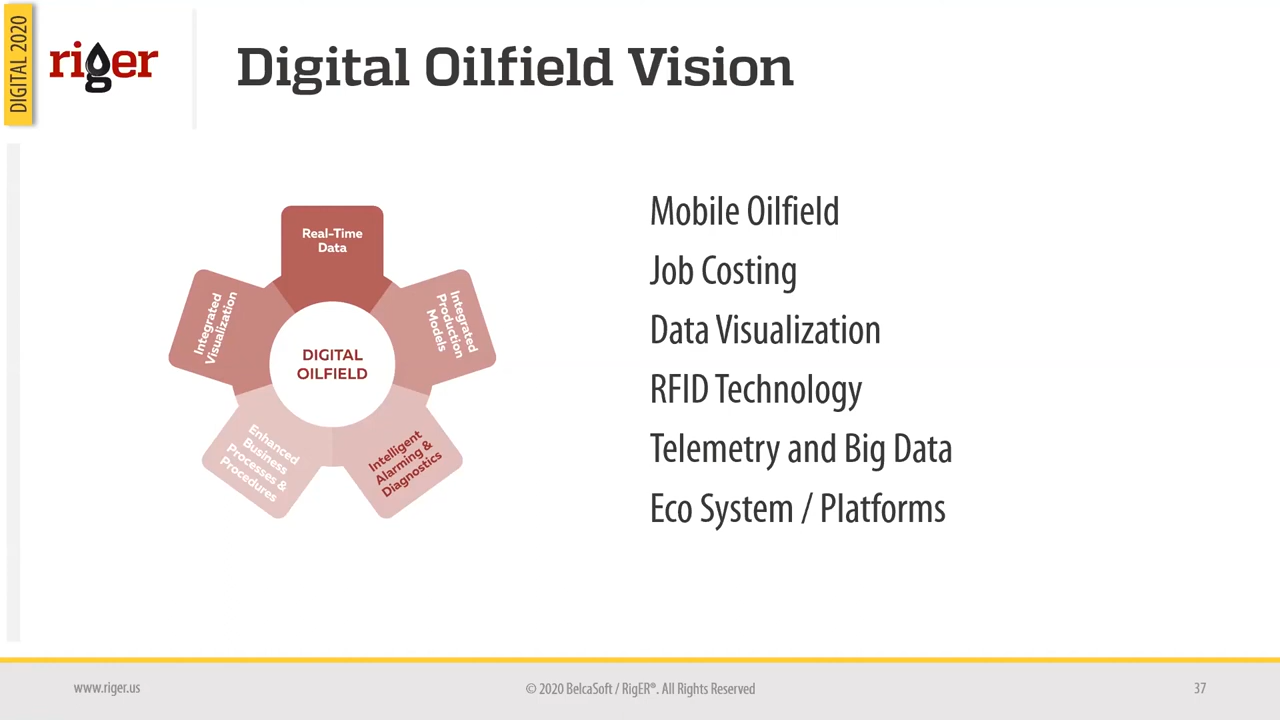 DIGITAL 2020
riger
Digital Oilfield Vision
Real-Time
Data
Integrated
Production
Models
Intelligent
Alarming &
Diagnostics
Enhanced
Business
Processes &
Procedures
Integrated
Visualization
DIGITAL
OILFIELD
Mobile Oilfield
Job Costing
Data Visualization
RFID Technology
Telemetry and Big Data
Eco System / Platforms
www.riger.us
© 2020 BelcaSoft / RigER®. All Rights Reserved
37